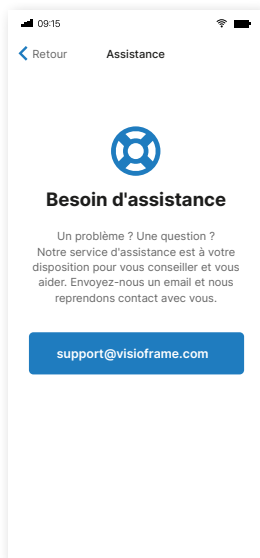 09:15
Retour
Assistance
Besoin d'assistance
Un problème ? Une question ?
Notre service d'assistance est à votre
disposition pour vous conseiller et vous
aider. Envoyez-nous un email et nous
reprendons contact avec vous.
support@visioframe.com